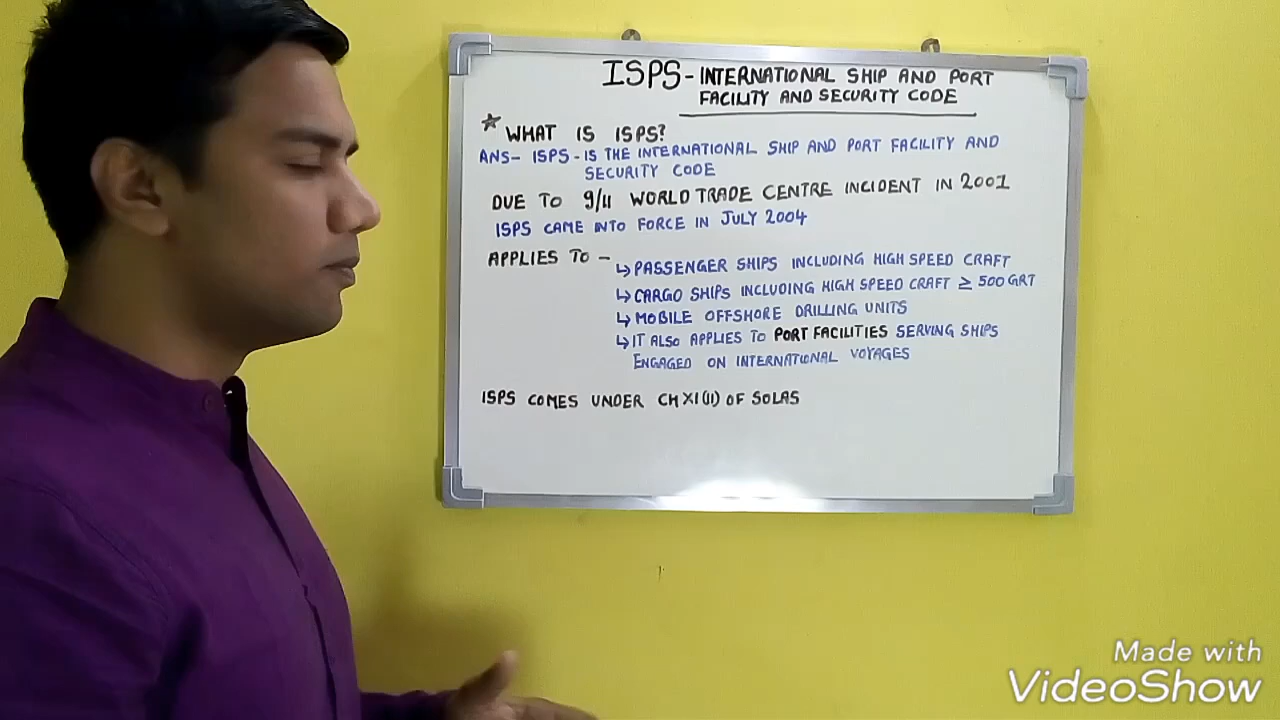 ISPS - INTERNATIONAL SHIP AND PORT
FACILITY AND SECURITY CODE
* WHAT IS ISPS?
ANS- ISPS - IS THE INTERNATIONAL SHIP AND PORT FACILITY AND
SECURITY CODE
DUE TO 9/11 WORLD TRADE CENTRE INCIDENT IN 2001
ISPS CAME INTO FORCE IN JULY 2004
APPLIES TO -
↳ PASSENGER SHIPS INCLUDING HIGH SPEED CRAFT
↳ CARGO SHIPS INCLUDING HIGH SPEED CRAFT ≥ 500 GRT
↳ MOBILE OFFSHORE DRILLING UNITS
↳ IT ALSO APPLIES TO PORT FACILITIES SERVING SHIPS
ENGAGED ON INTERNATIONAL VOYAGES
ISPS COMES UNDER CH XI (II) OF SOLAS
Made with
VideoShow